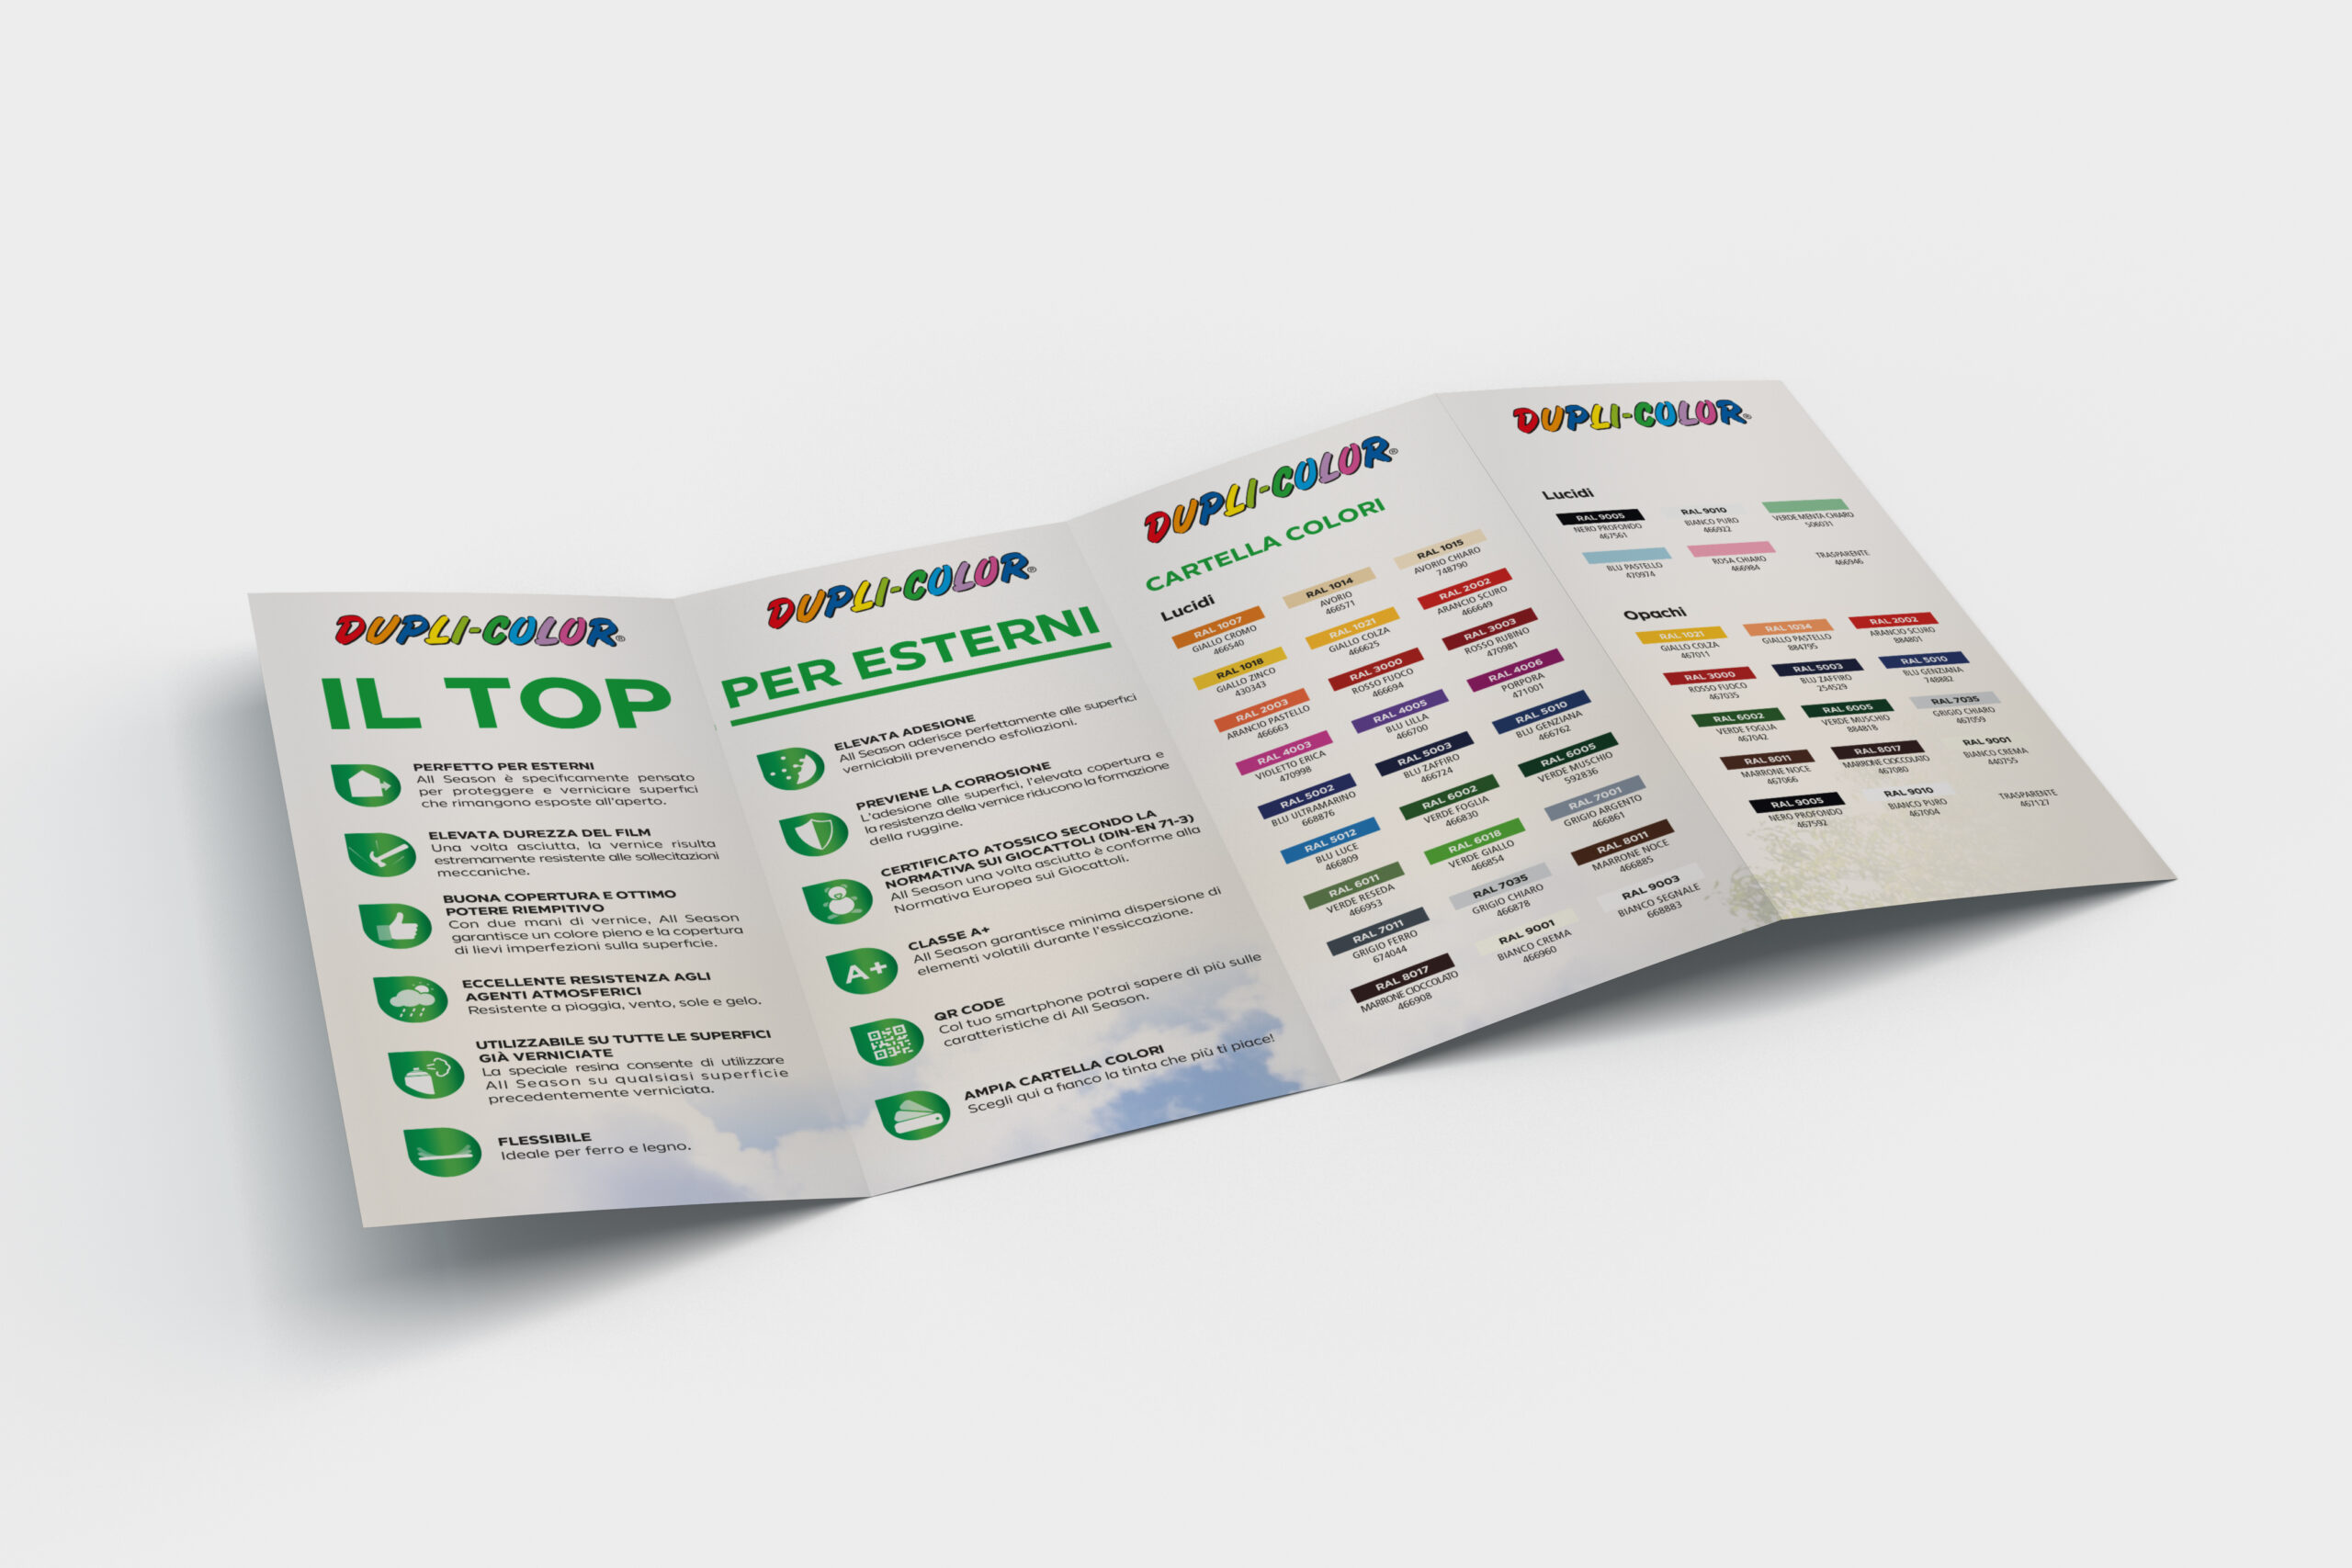 DUPLI-COLOR®
IL TOP
PERFETTO PER ESTERNI
All Season è specificamente pensato
per proteggere e verniciare superfici
che rimangono esposte all'aperto.
ELEVATA DUREZZA DEL FILM
Una volta asciutta, la vernice risulta
estremamente resistente alle sollecitazioni
meccaniche.
BUONA COPERTURA E OTTIMO
POTERE RIEMPITIVO
Con due mani di vernice, All Season
garantisce un colore pieno e la copertura
di lievi imperfezioni sulla superficie.
ECCELLENTE RESISTENZA AGLI
AGENTI ATMOSFERICI
Resistente a pioggia, vento, sole e gelo.
UTILIZZABILE SU TUTTE LE SUPERFICI
GIÀ VERNICIATE
La speciale resina consente di utilizzare
All Season su qualsiasi superficie
precedentemente verniciata.
FLESSIBILE
Ideale per ferro e legno.
DUPLI-COLOR®
PER ESTERNI
ELEVATA ADESIONE
All Season aderisce perfettamente alle superfici
verniciabili prevenendo esfoliazioni.
PREVIENE LA CORROSIONE
L'adesione alle superfici, l'elevata copertura e
la resistenza della vernice riducono la formazione
della ruggine.
CERTIFICATO ATOSSICO SECONDO LA
NORMATIVA SUI GIOCATTOLI (DIN-EN 71-3)
All Season una volta asciutto è conforme alla
Normativa Europea sui Giocattoli.
A+
CLASSE A+
All Season garantisce minima dispersione di
elementi volatili durante l'essiccazione.
QR CODE
Col tuo smartphone potrai sapere di più sulle
caratteristiche di All Season.
AMPIA CARTELLA COLORI
Scegli qui a fianco la tinta che più ti piace!
DUPLI-COLOR®
CARTELLA COLORI
Lucidi
RAL 1007
GIALLO CROMO
466540
RAL 1014
AVORIO
466571
RAL 1015
AVORIO CHIARO
748790
RAL 1018
GIALLO ZINCO
430343
RAL 1021
GIALLO COLZA
466625
RAL 2002
ARANCIO SCURO
466649
RAL 2003
ARANCIO PASTELLO
466663
RAL 3000
ROSSO FUOCO
466694
RAL 3003
ROSSO RUBINO
470981
RAL 4003
VIOLETTO ERICA
470998
RAL 4005
BLU LILLA
466700
RAL 4006
PORPORA
471001
RAL 5002
BLU ULTRAMARINO
668876
RAL 5003
BLU ZAFFIRO
466724
RAL 5010
BLU GENZIANA
466762
RAL 5012
BLU LUCE
466809
RAL 6002
VERDE FOGLIA
466830
RAL 6005
VERDE MUSCHIO
592836
RAL 6011
VERDE RESEDA
466953
RAL 6018
VERDE GIALLO
466854
RAL 7001
GRIGIO ARGENTO
466861
RAL 7011
GRIGIO FERRO
674044
RAL 7035
GRIGIO CHIARO
466878
RAL 8011
MARRONE NOCE
466885
RAL 8017
MARRONE CIOCCOLATO
466908
RAL 9001
BIANCO CREMA
466960
RAL 9003
BIANCO SEGNALE
668883
DUPLI-COLOR®
Lucidi
RAL 9005
NERO PROFONDO
467561
RAL 9010
BIANCO PURO
466922
VERDE MENTA CHIARO
506031
BLU PASTELLO
470974
ROSA CHIARO
466984
TRASPARENTE
466946
Opachi
RAL 1021
GIALLO COLZA
467011
RAL 1034
GIALLO PASTELLO
884795
RAL 2002
ARANCIO SCURO
884801
RAL 3000
ROSSO FUOCO
467035
RAL 5003
BLU ZAFFIRO
254529
RAL 5010
BLU GENZIANA
748882
RAL 6002
VERDE FOGLIA
467042
RAL 6005
VERDE MUSCHIO
884818
RAL 7035
GRIGIO CHIARO
467059
RAL 8011
MARRONE NOCE
467066
RAL 8017
MARRONE CIOCCOLATO
467080
RAL 9001
BIANCO CREMA
440755
RAL 9005
NERO PROFONDO
467592
RAL 9010
BIANCO PURO
467004
TRASPARENTE
467127